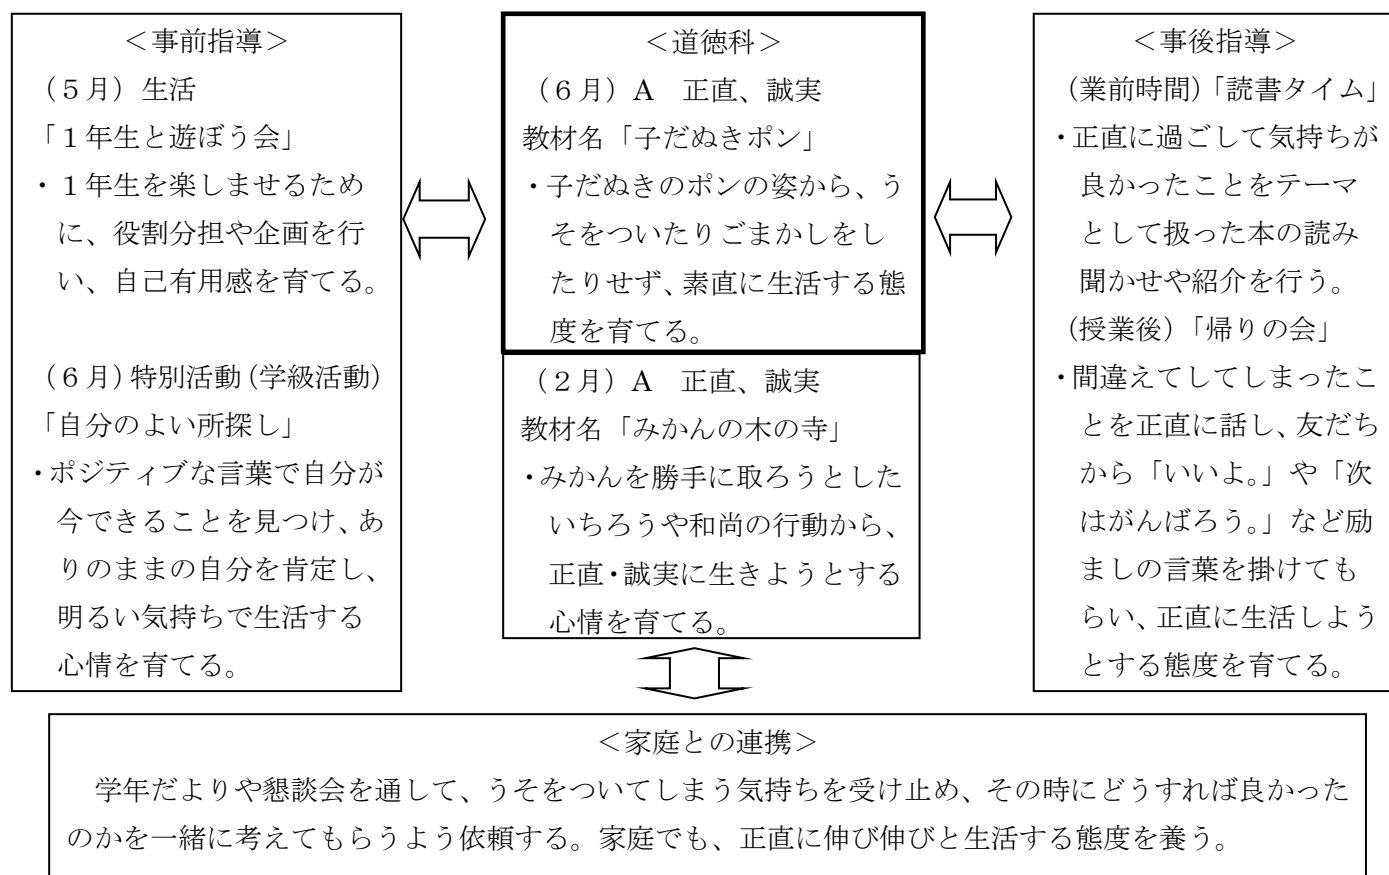 ＜事前指導＞
（５月）生活
「１年生と遊ぼう会」
・１年生を楽しませるため
に、役割分担や企画を行
い、自己有用感を育てる。
（６月）特別活動（学級活動）
「自分のよい所探し」
・ポジティブな言葉で自分が
今できることを見つけ、あ
りのままの自分を肯定し、
明るい気持ちで生活する
心情を育てる。
＜道徳科＞
（６月）A　正直、誠実
教材名「子だぬきポン」
・子だぬきのポンの姿から、う
そをついたりごまかしをし
たりせず、素直に生活する態
度を育てる。
（２月）A　正直、誠実
教材名「みかんの木の寺」
・みかんを勝手に取ろうとした
いちろうや和尚の行動から、
正直・誠実に生きようとする
心情を育てる。
＜事後指導＞
（業前時間）「読書タイム」
・正直に過ごして気持ちが
良かったことをテーマ
として扱った本の読み
聞かせや紹介を行う。
（授業後）「帰りの会」
・間違えてしてしまったこ
とを正直に話し、友だち
から「いいよ。」や「次
はがんばろう。」など励
ましの言葉を掛けても
らい、正直に生活しよう
とする態度を育てる。
＜家庭との連携＞
学年だよりや懇談会を通して、うそをついてしまう気持ちを受け止め、その時にどうすれば良かった
のかを一緒に考えてもらうよう依頼する。家庭でも、正直に伸び伸びと生活する態度を養う。